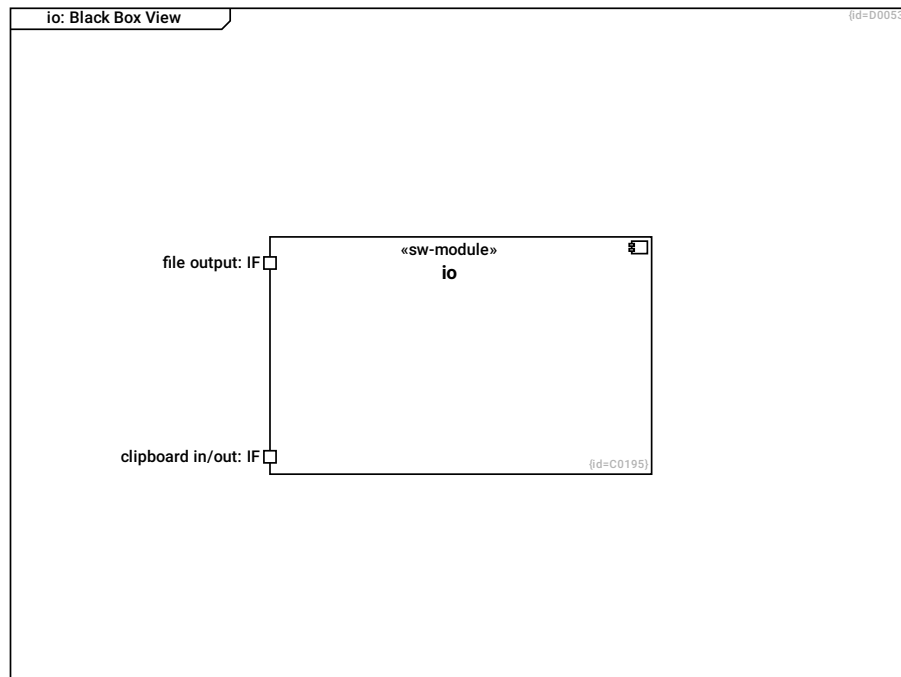 io: Black Box View
{id=D0053
«sw-module»
io
file output: IF
clipboard in/out: IF
{id=C0195}